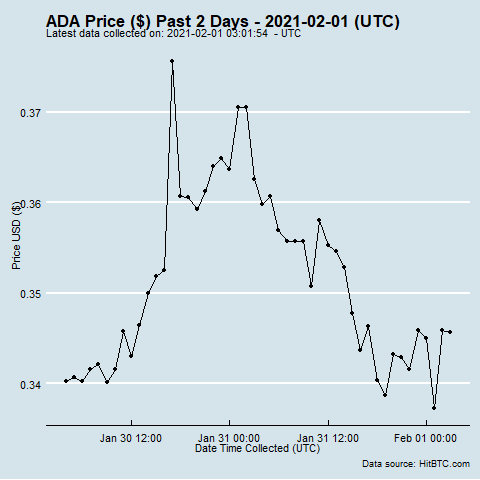 ADA Price ($) Past 2 Days - 2021-02-01 (UTC)
Latest data collected on: 2021-02-01 03:01:54 - UTC
0.37
0.36
0.35
0.34
Price USD ($)
Jan 30 12:00
Jan 31 00:00
Jan 31 12:00
Feb 01 00:00
Date Time Collected (UTC)
Data source: HitBTC.com